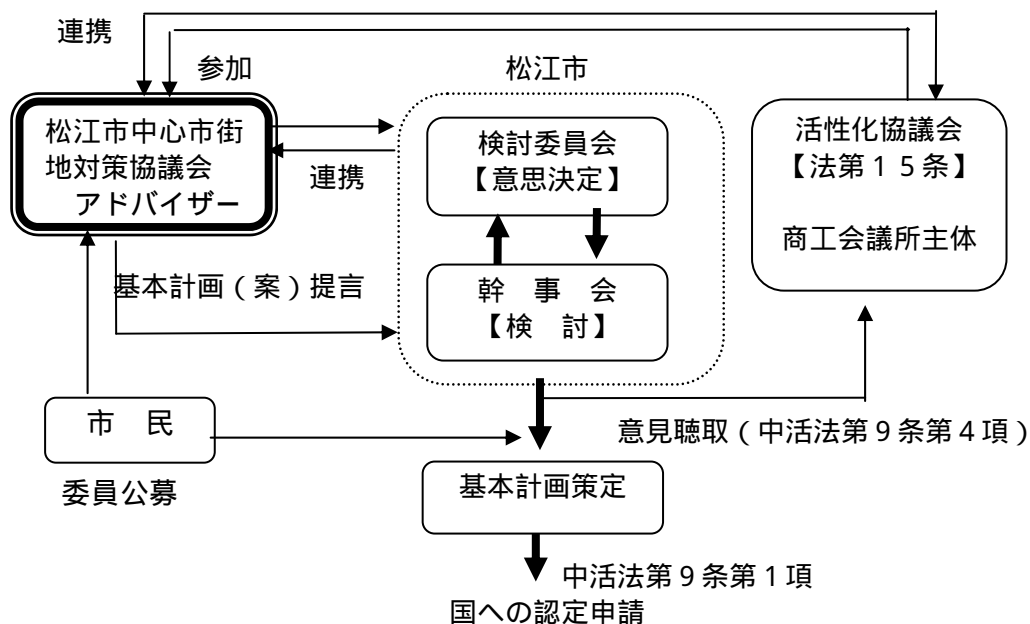 連携
参加
松江市
松江市中心市街
地対策協議会
アドバイザー
連携
検討委員会
【意思決定】
活性化協議会
【法第１５条】
商工会議所主体
基本計画（案）提言
幹　事　会
【検　討】
市　民
委員公募
意見聴取（中活法第９条第４項）
基本計画策定
中活法第９条第１項
国への認定申請